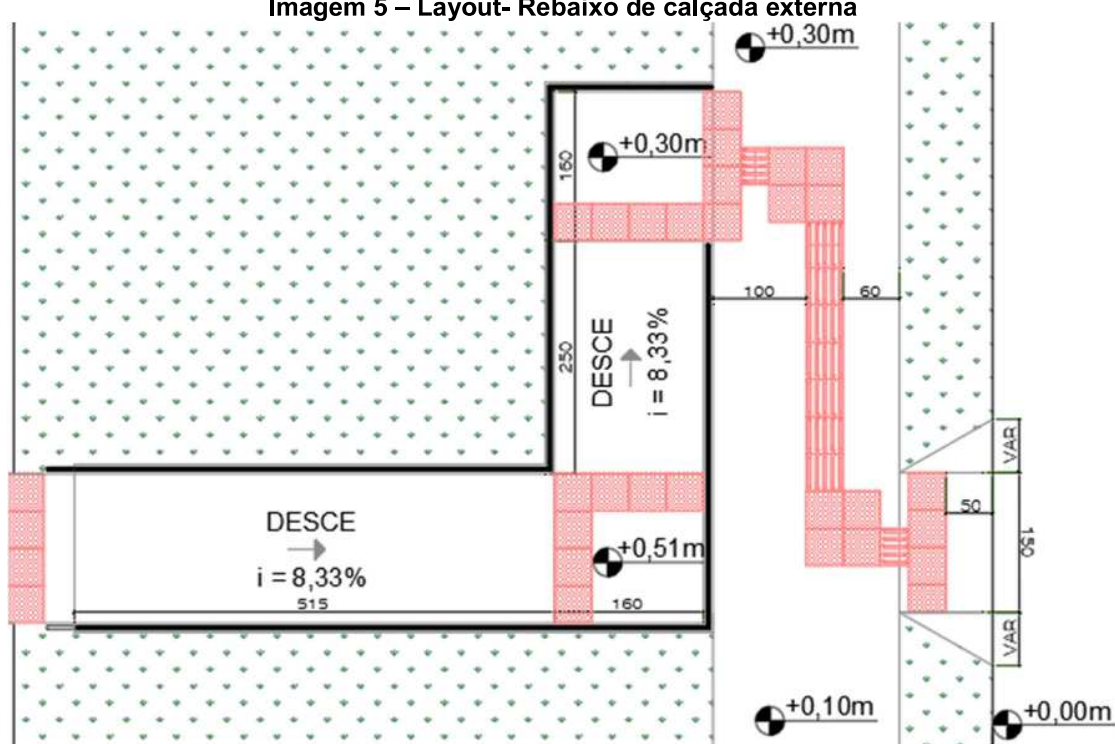 Imagem 5 – Layout- Rebaixo de calçada externa
+0,30m
+0,30m
160
250
DESCE
i = 8,33%
100
60
VAR
50
150
VAR
DESCE
i = 8,33%
515
160
+0,51m
+0,10m
+0,00m